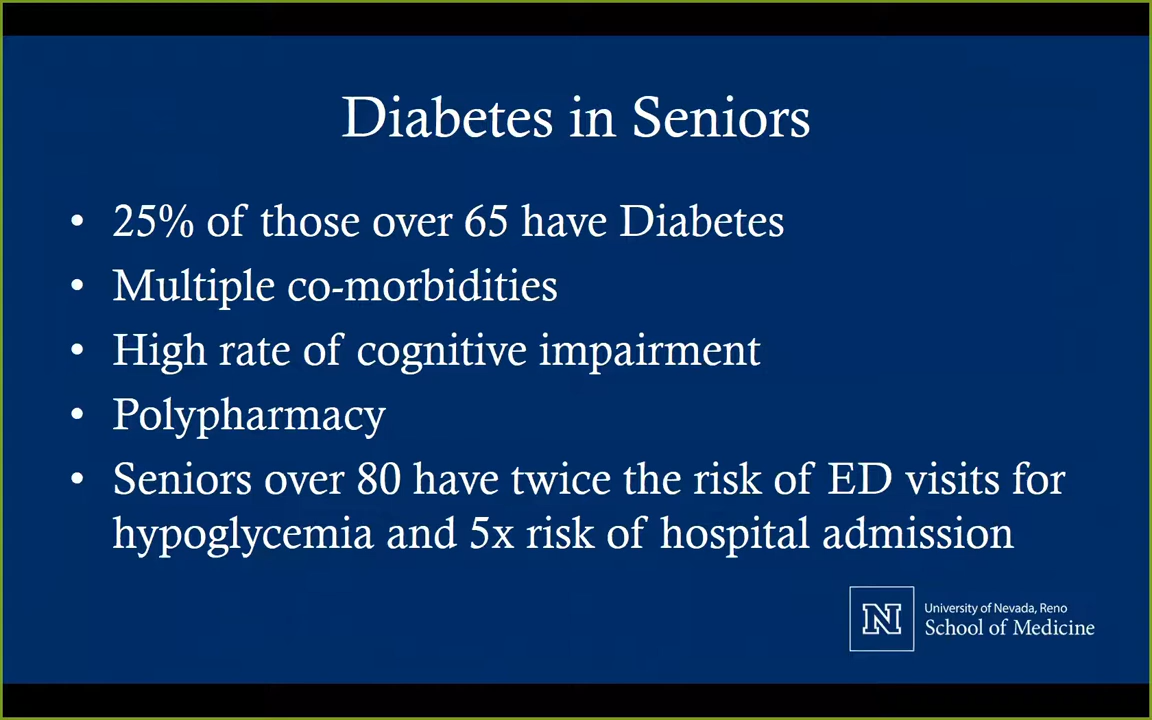 Diabetes in Seniors
• 25% of those over 65 have Diabetes
• Multiple co-morbidities
• High rate of cognitive impairment
• Polypharmacy
• Seniors over 80 have twice the risk of ED visits for
hypoglycemia and 5x risk of hospital admission
N
University of Nevada, Reno
School of Medicine